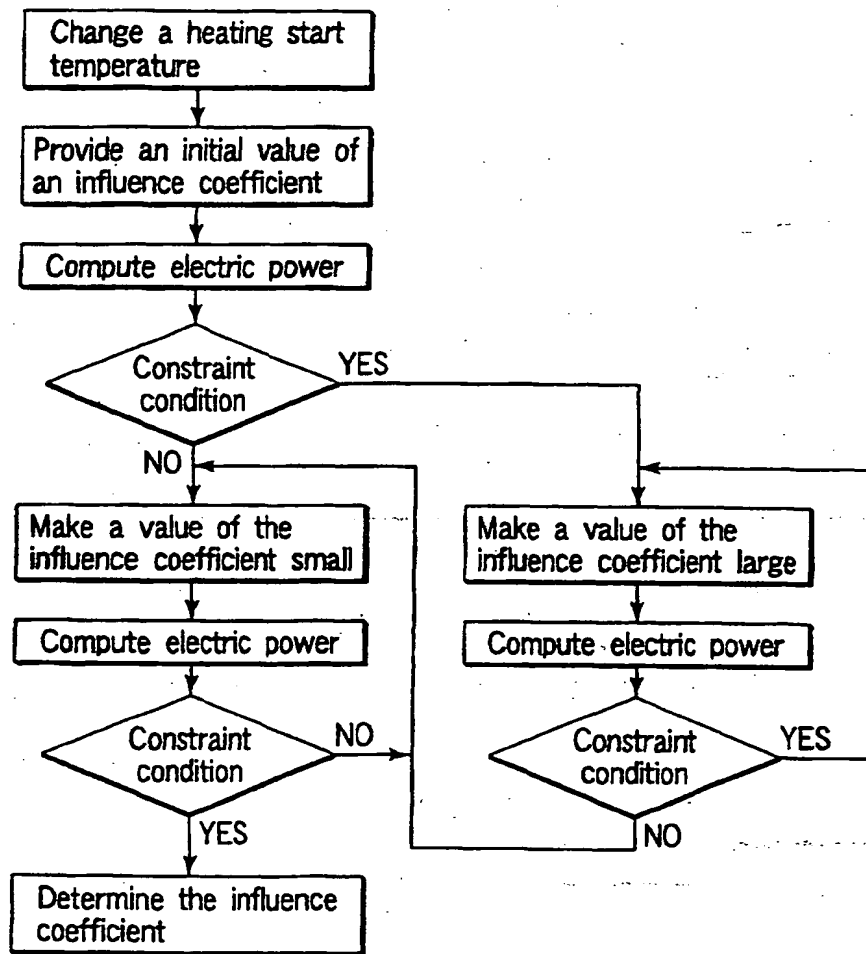 Change a heating start
temperature
Provide an initial value of
an influence coefficient
Compute electric power
Constraint
condition
YES
NO
Make a value of the
influence coefficient small
Compute electric power
Constraint
condition
NO
YES
Determine the influence
coefficient
Make a value of the
influence coefficient large
Compute electric power
Constraint
condition
YES
NO